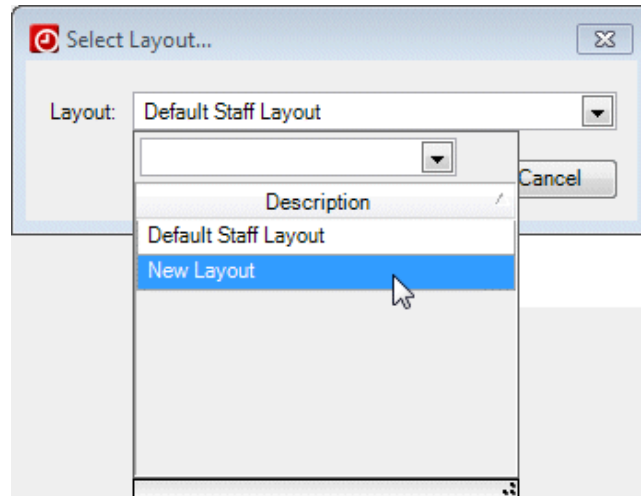 Select Layout...
Layout: Default Staff Layout
Cancel
Description
Default Staff Layout
New Layout